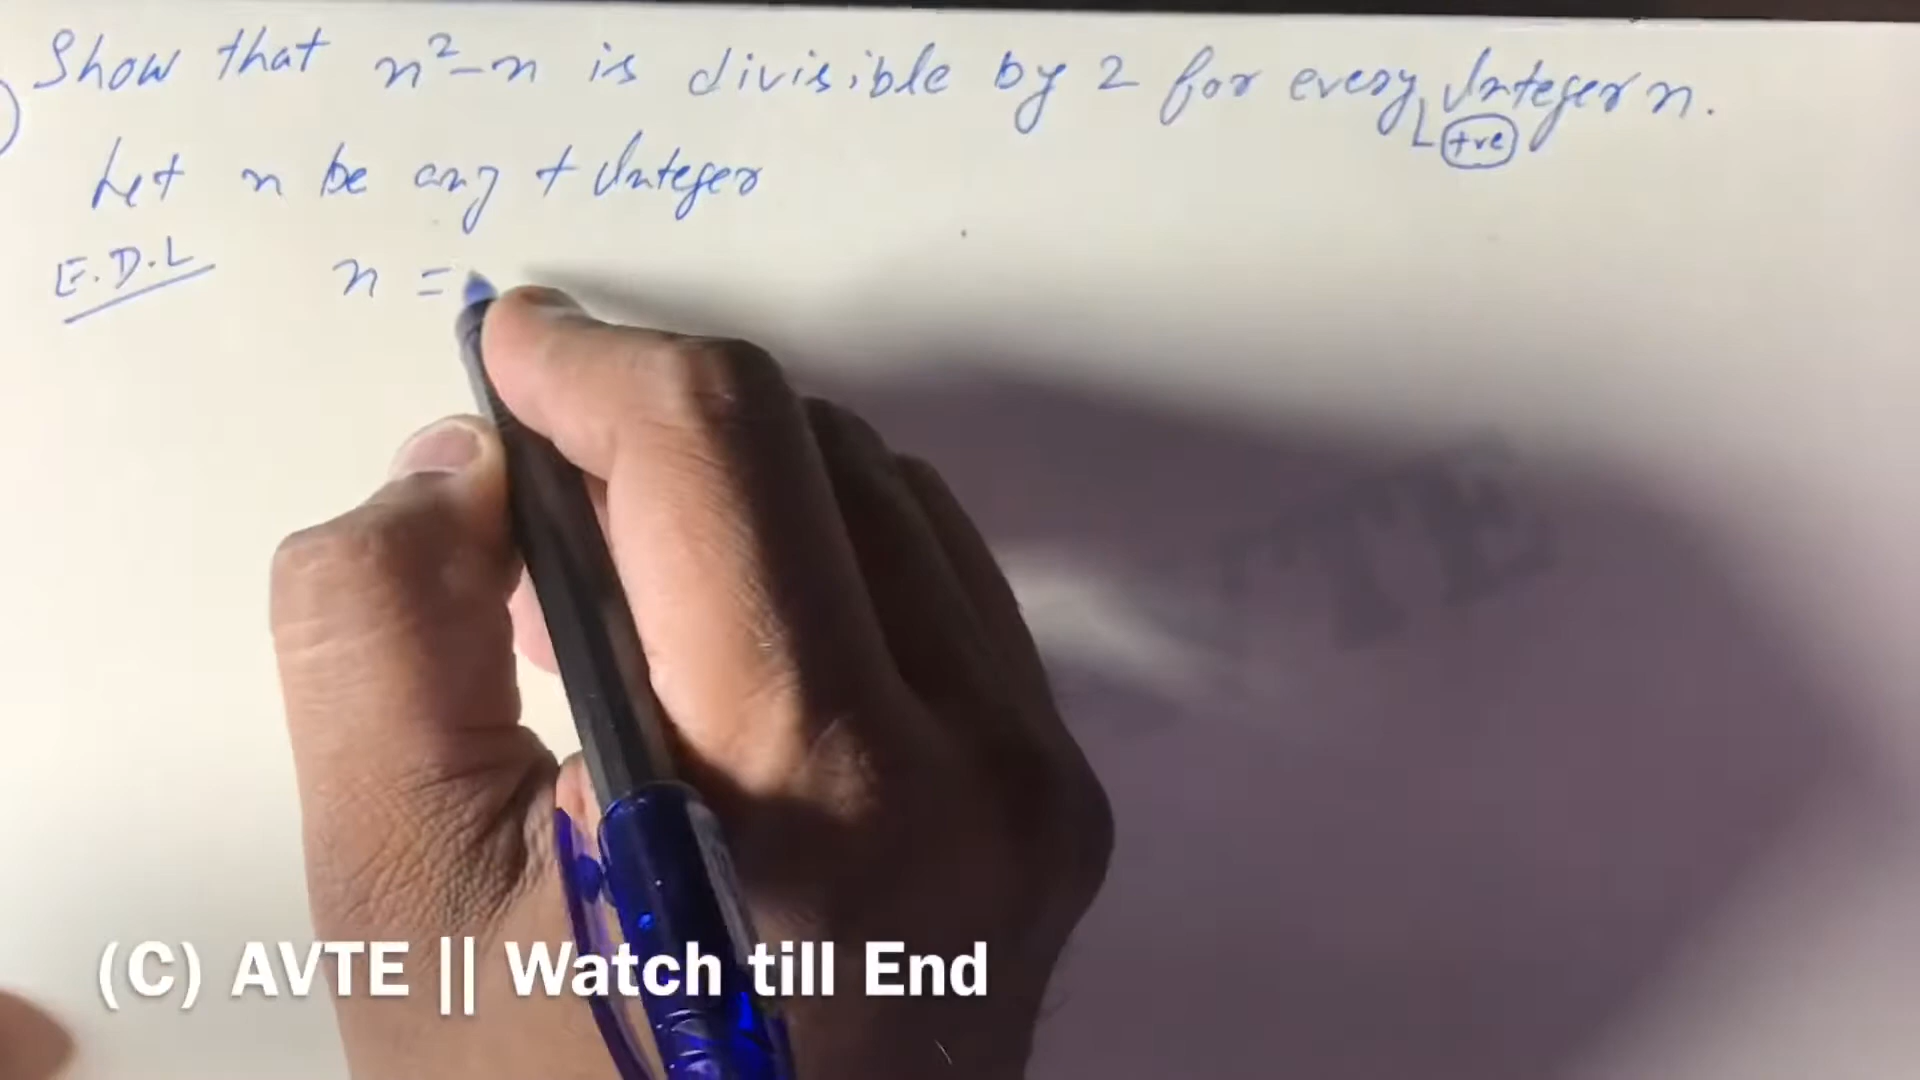 Show that n²-n is divisible by 2 for every Integer n.
+ve
Let n be any + Integer
E.D.L n =
(C) AVTE || Watch till End